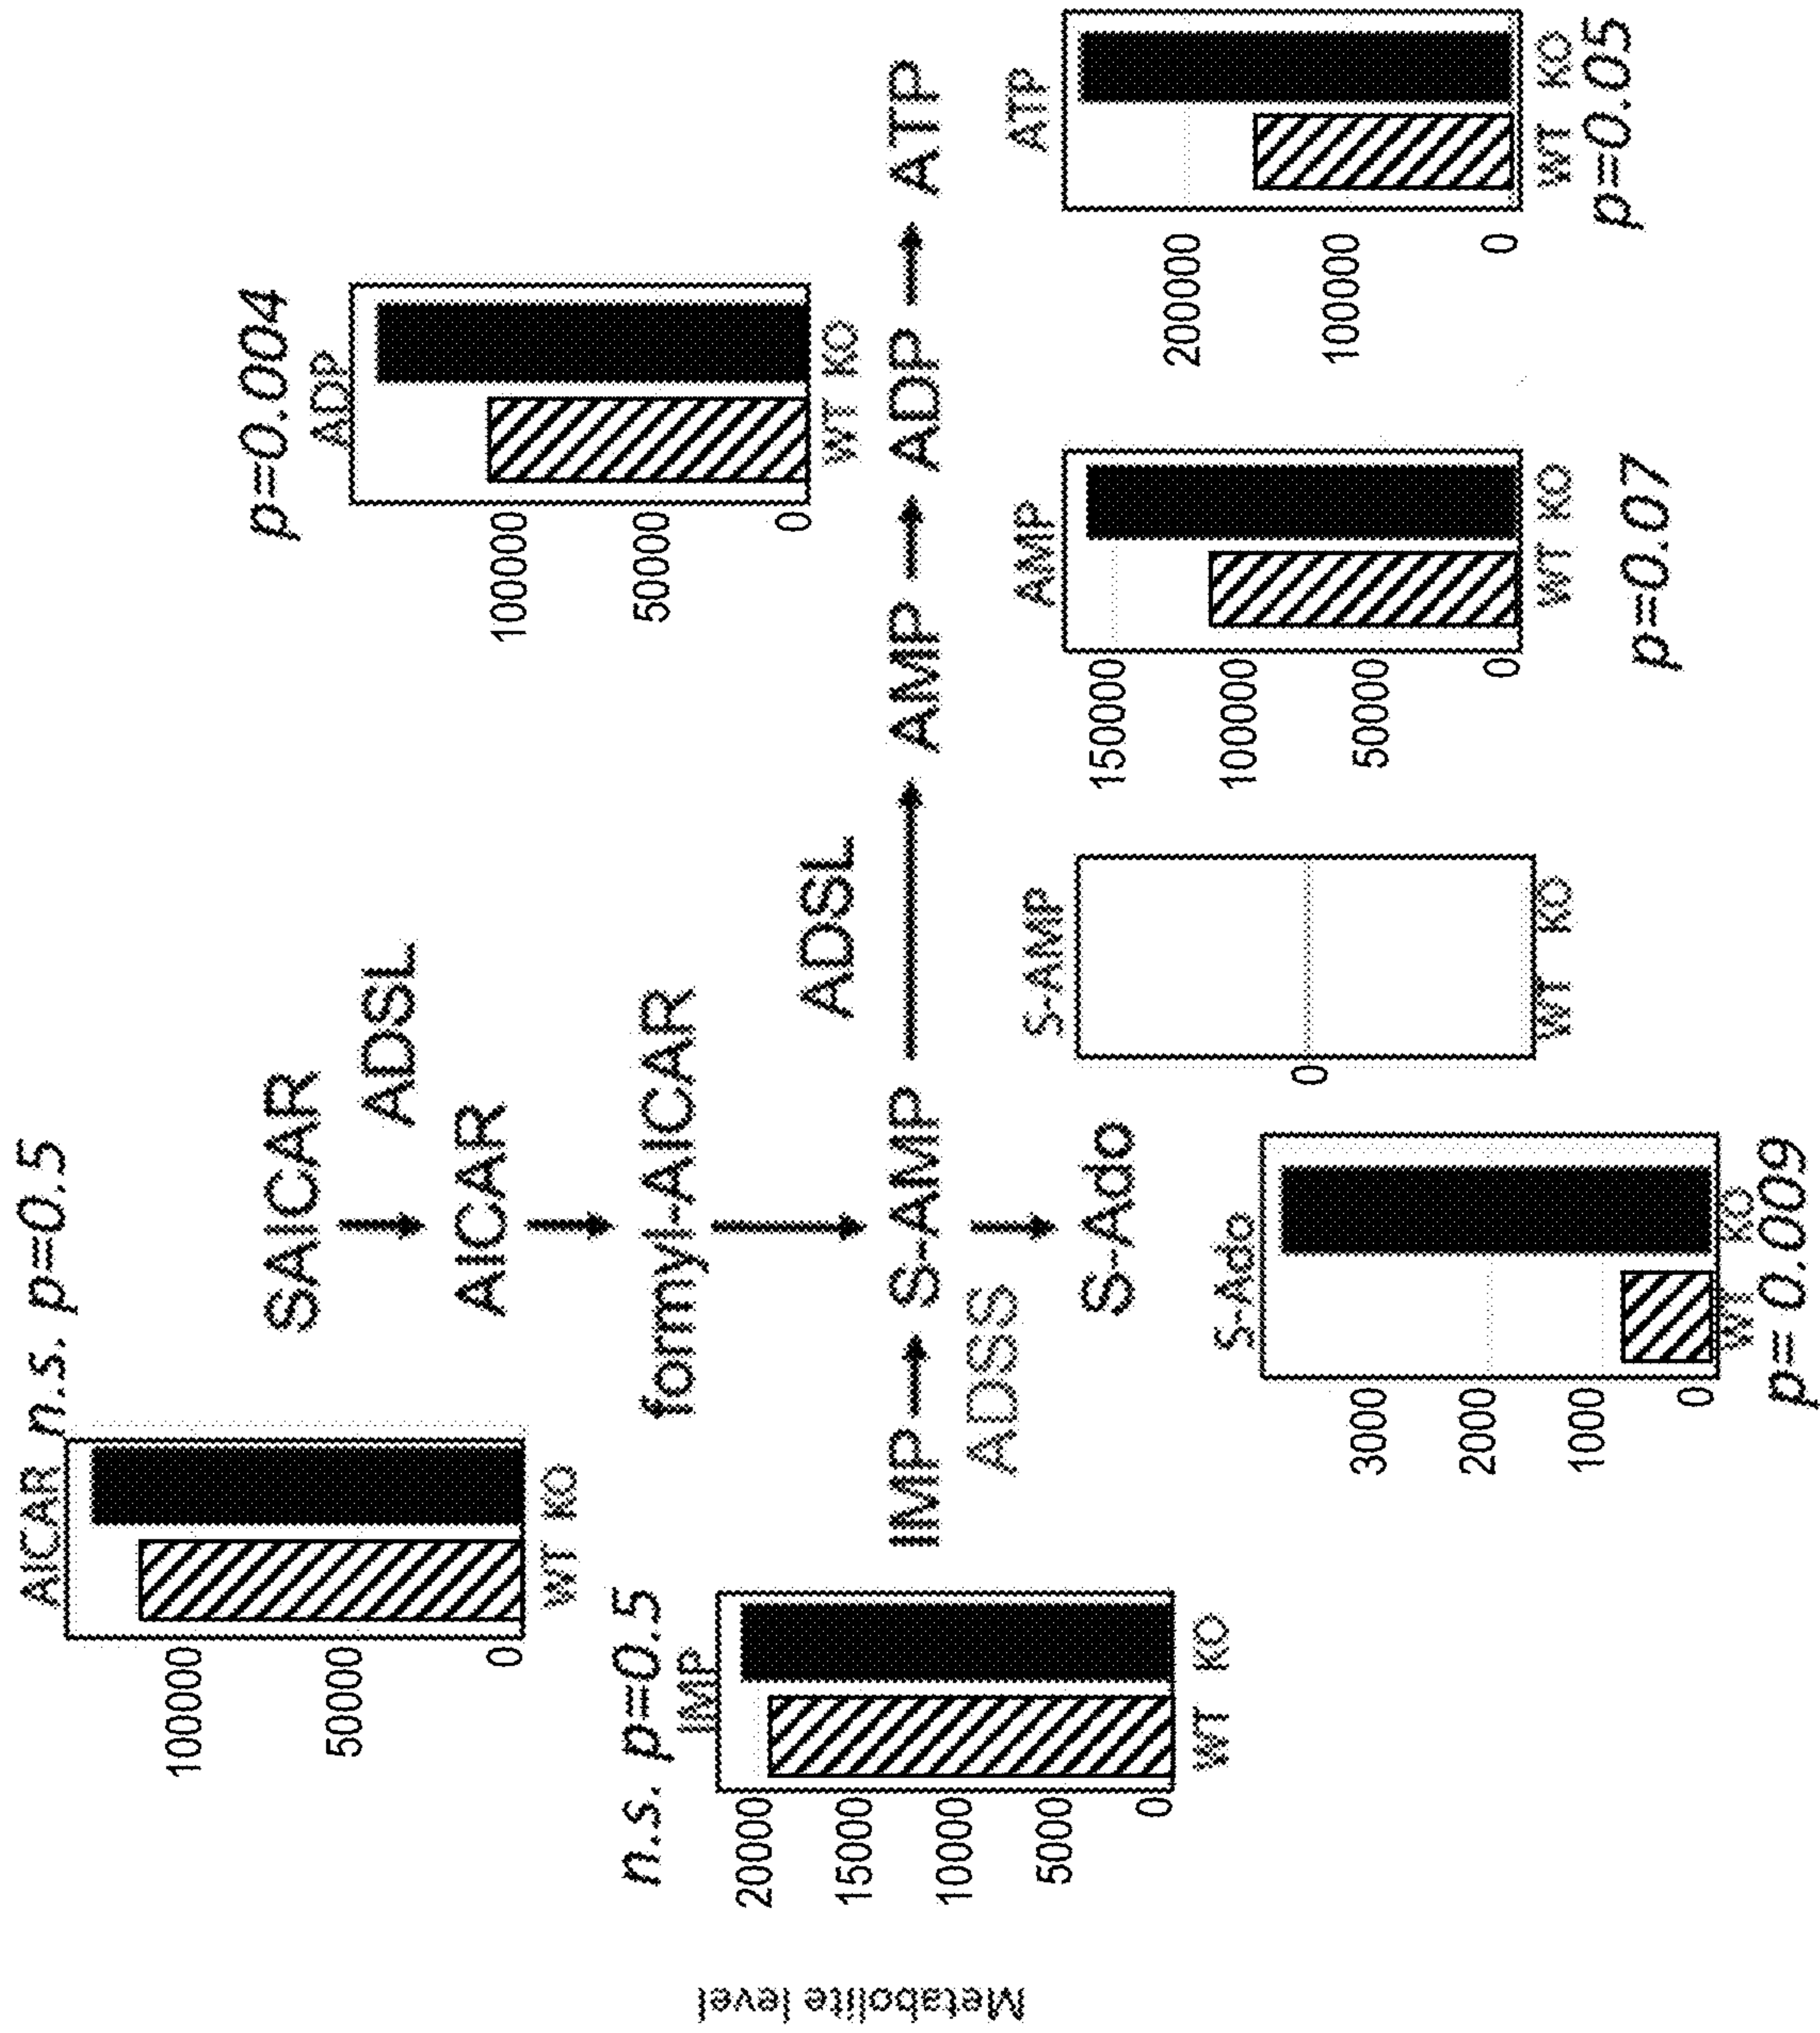 AICAR n.s. p=0.5
100000
50000
0
WT KO
SAICAR
ADSL
AICAR
formyl-AICAR
p=0.004
ADP
100000
50000
0
WT KO
n.s. p=0.5
IMP
20000
15000
10000
5000
0
WT KO
Metabolite level
ADSL
IMP S-AMP AMP ADP ATP
ADSS
S-Ado
S-Ado
3000
2000
1000
0
WT KO
p= 0.009
S-AMP
0
WT KO
AMP
150000
100000
50000
0
WT KO
p=0.07
ATP
200000
100000
0
WT KO
p=0.05